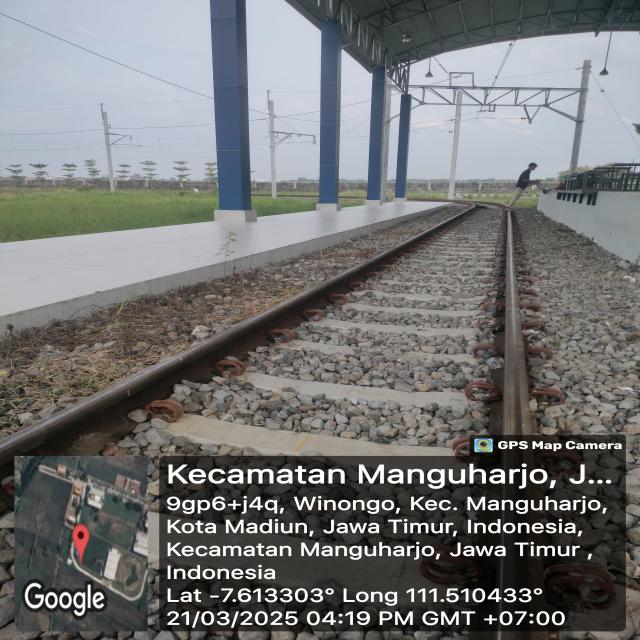 GPS Map Camera
Kecamatan Manguharjo, J...
9gp6+j4q, Winongo, Kec. Manguharjo,
Kota Madiun, Jawa Timur, Indonesia,
Kecamatan Manguharjo, Jawa Timur ,
Indonesia
Lat -7.613303° Long 111.510433°
21/03/2025 04:19 PM GMT +07:00
Google